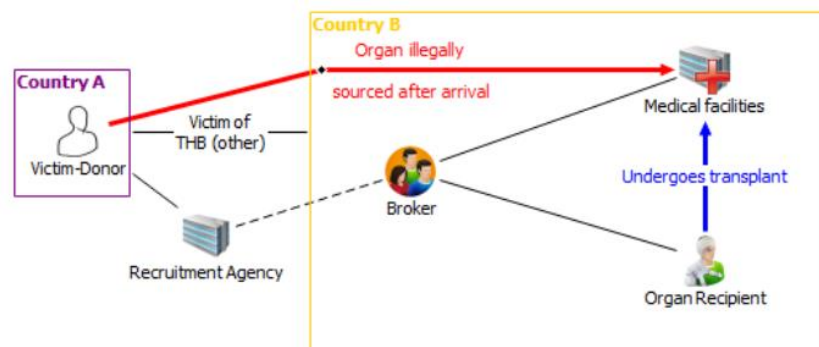 Country B
Organ illegally
sourced after arrival
Medical facilities
Country A
Victim-Donor
Victim of
THB (other)
Undergoes transplant
Broker
Recruitment Agency
Organ Recipient